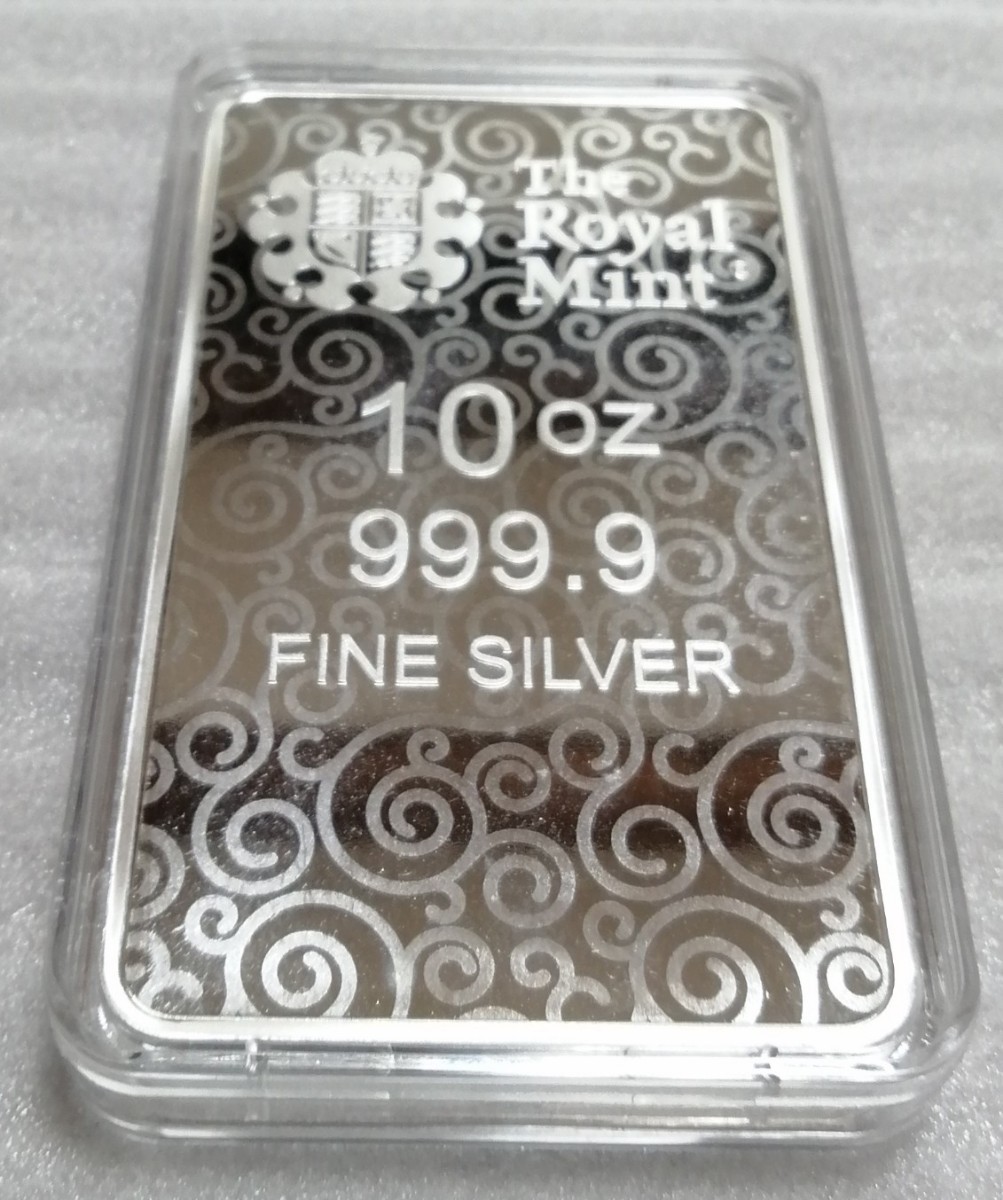 The
Royal
Mint®
10 oz
999.9
FINE SILVER